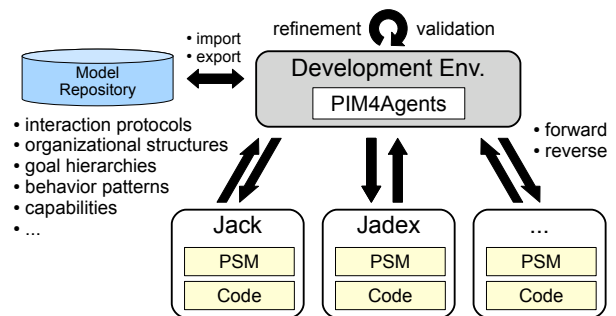 refinement validation
• import
• export
Development Env.
PIM4Agents
Model
Repository
• interaction protocols
• organizational structures
• goal hierarchies
• behavior patterns
• capabilities
• ...
• forward
• reverse
Jack
PSM
Code
Jadex
PSM
Code
...
PSM
Code